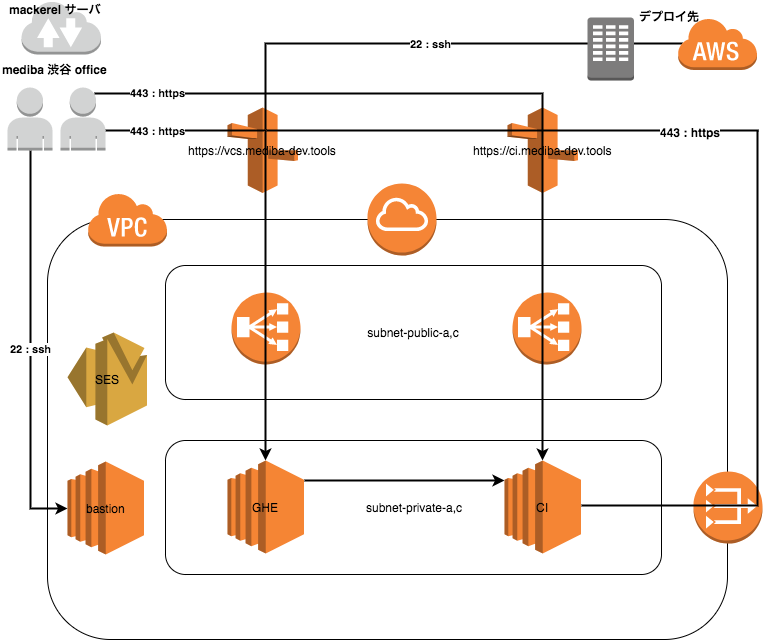 mackerel サーバ
デプロイ先
22 : ssh
AWS
mediba 渋谷 office
443 : https
443 : https
443 : https
https://vcs.mediba-dev.tools
https://ci.mediba-dev.tools
VPC
subnet-public-a,c
22 : ssh
SES
bastion
GHE
subnet-private-a,c
CI